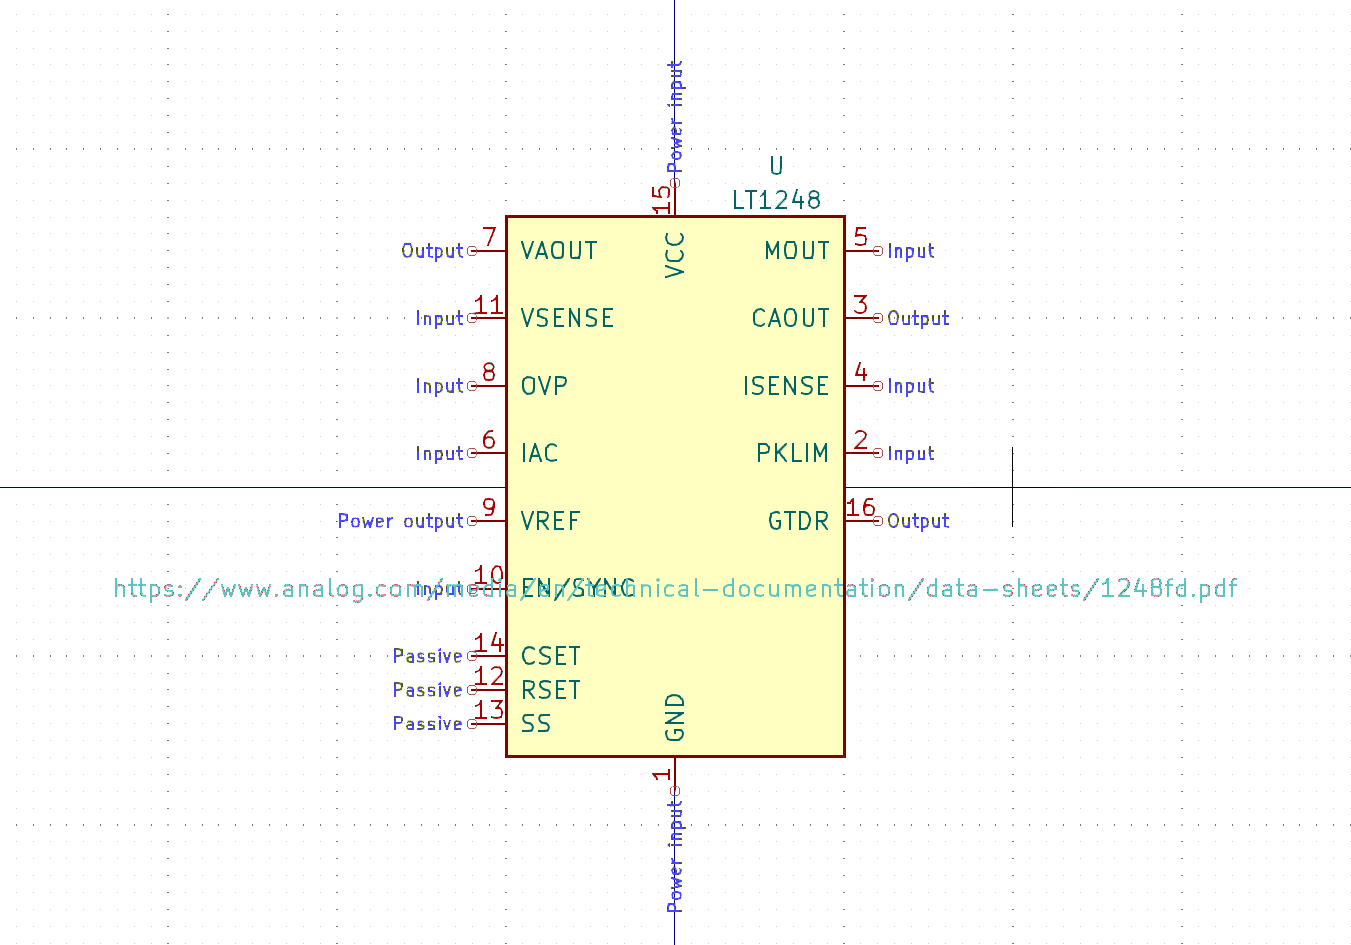 Power input
U
LT1248
15
VCC
Output 7 VAOUT MOUT 5 Input
Input 11 VSENSE CAOUT 3 Output
Input 8 OVP ISENSE 4 Input
Input 6 IAC PKLIM 2 Input
Power output 9 VREF GTDR 16 Output
Input 10 EN/SYNC
https://www.analog.com/media/en/technical-documentation/data-sheets/1248fd.pdf
Passive 14 CSET
Passive 12 RSET
Passive 13 SS
GND
1
Power input